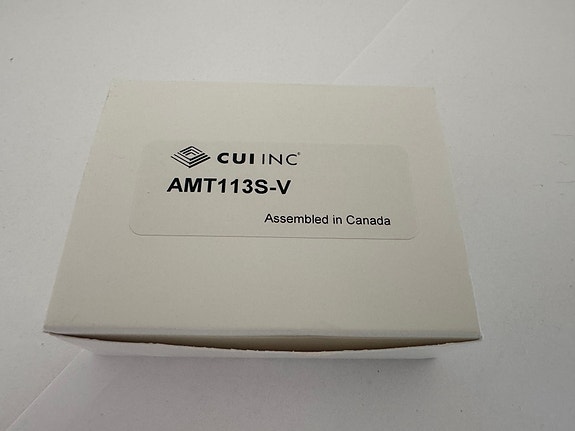 CUI INC®
AMT113S-V
Assembled in Canada